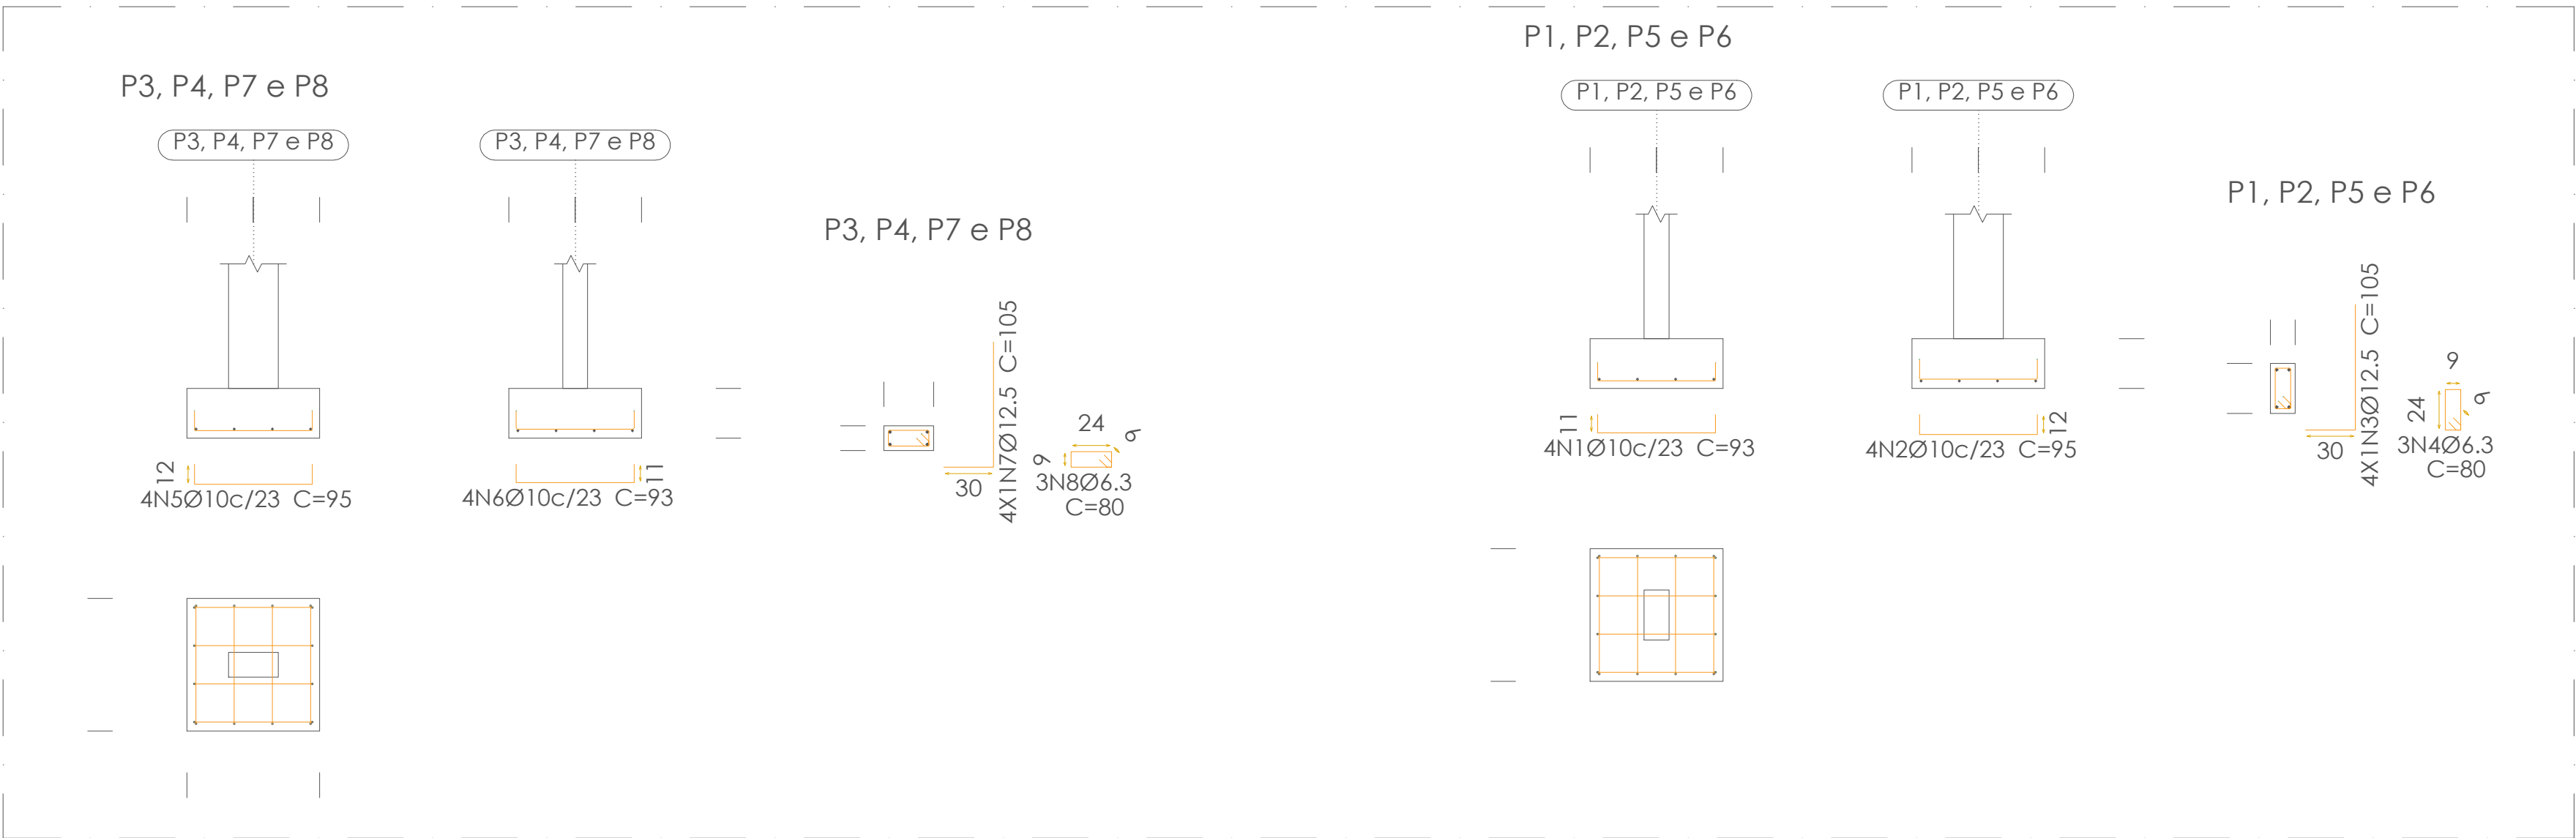 P3, P4, P7 e P8
P3, P4, P7 e P8
P3, P4, P7 e P8
12
4N5Ø10c/23 C=95
11
4N6Ø10c/23 C=93
P3, P4, P7 e P8
30
4X1N7Ø12.5 C=105
24
9
9
3N8Ø6.3
C=80
P1, P2, P5 e P6
P1, P2, P5 e P6
P1, P2, P5 e P6
11
4N1Ø10c/23 C=93
12
4N2Ø10c/23 C=95
P1, P2, P5 e P6
30
4X1N3Ø12.5 C=105
9
24
9
3N4Ø6.3
C=80